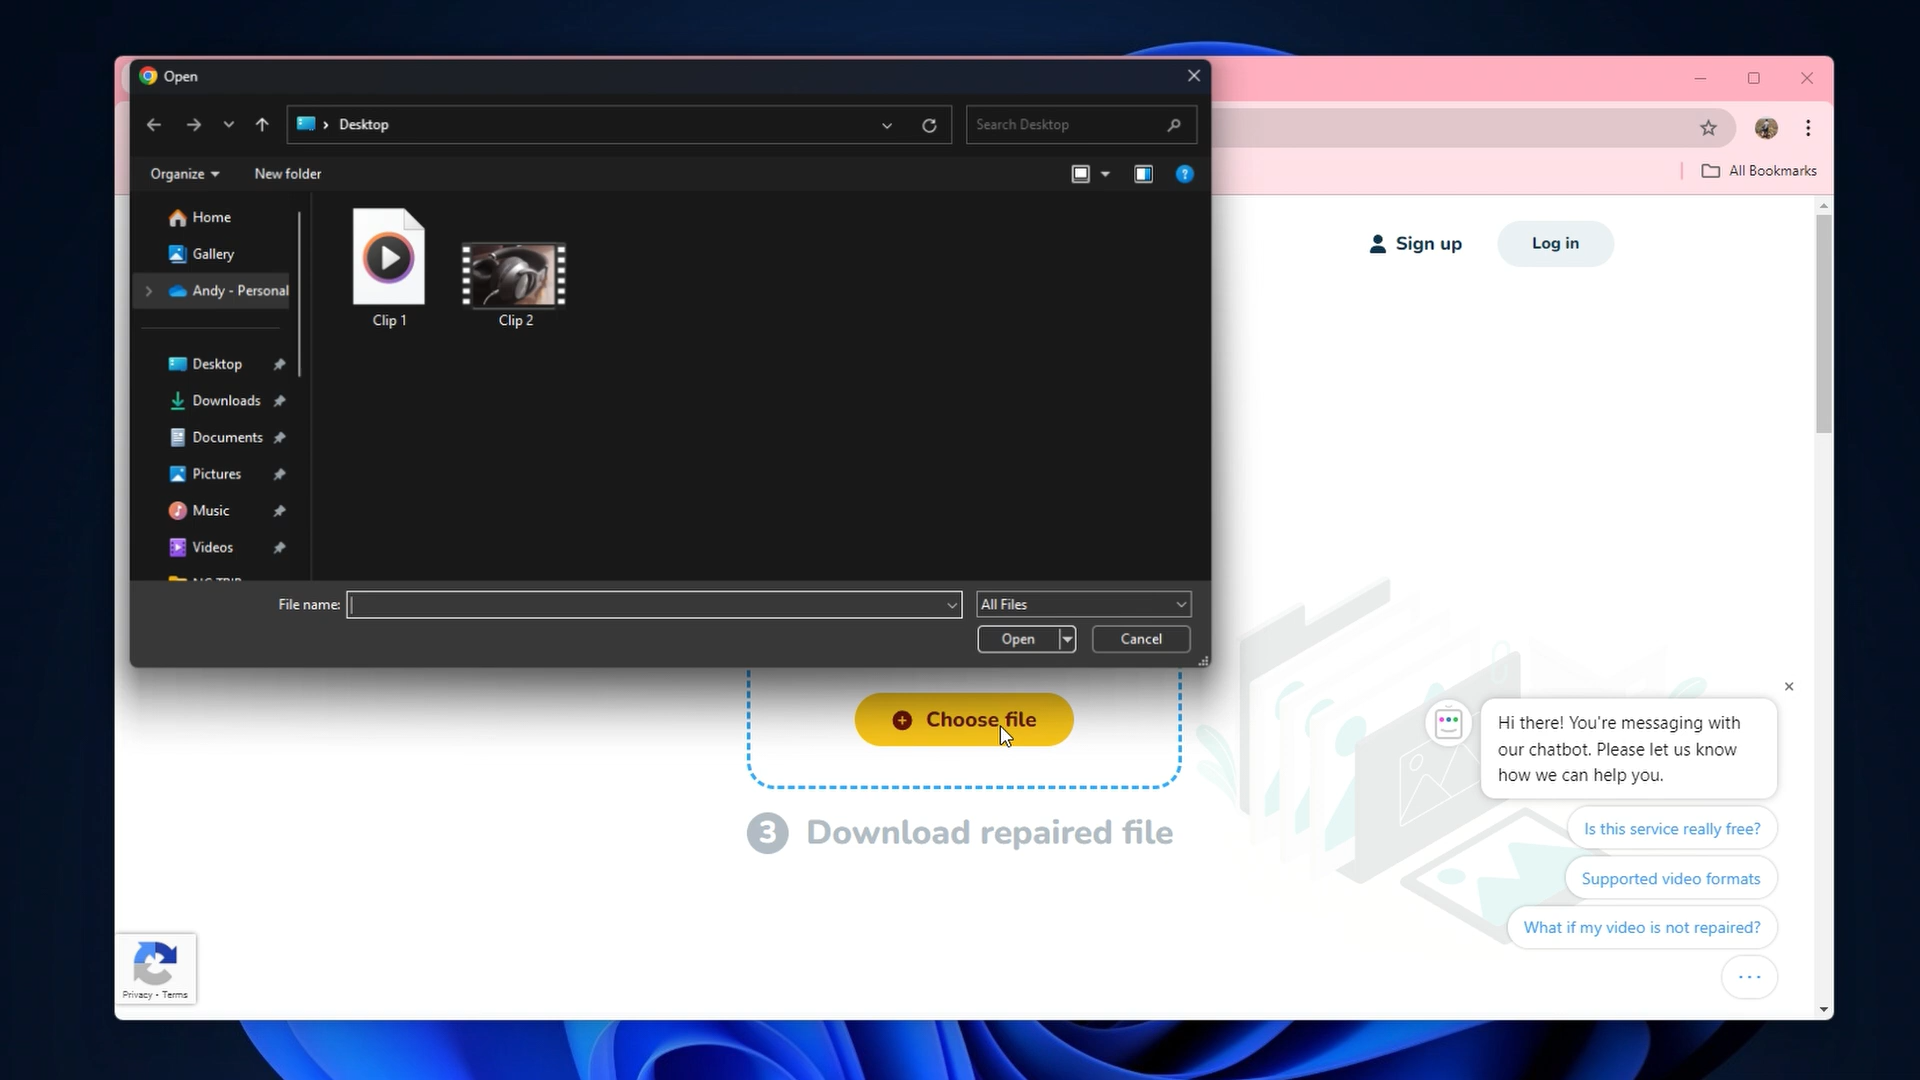 Open
Desktop
Search Desktop
Organize
New folder
All Bookmarks
Home
Gallery
Andy - Personal
Desktop
Downloads
Documents
Pictures
Music
Videos
Clip 1
Clip 2
Sign up
Log in
File name:
All Files
Open
Cancel
Choose file
3 Download repaired file
Hi there! You're messaging with
our chatbot. Please let us know
how we can help you.
Is this service really free?
Supported video formats
What if my video is not repaired?
...
Privacy - Terms